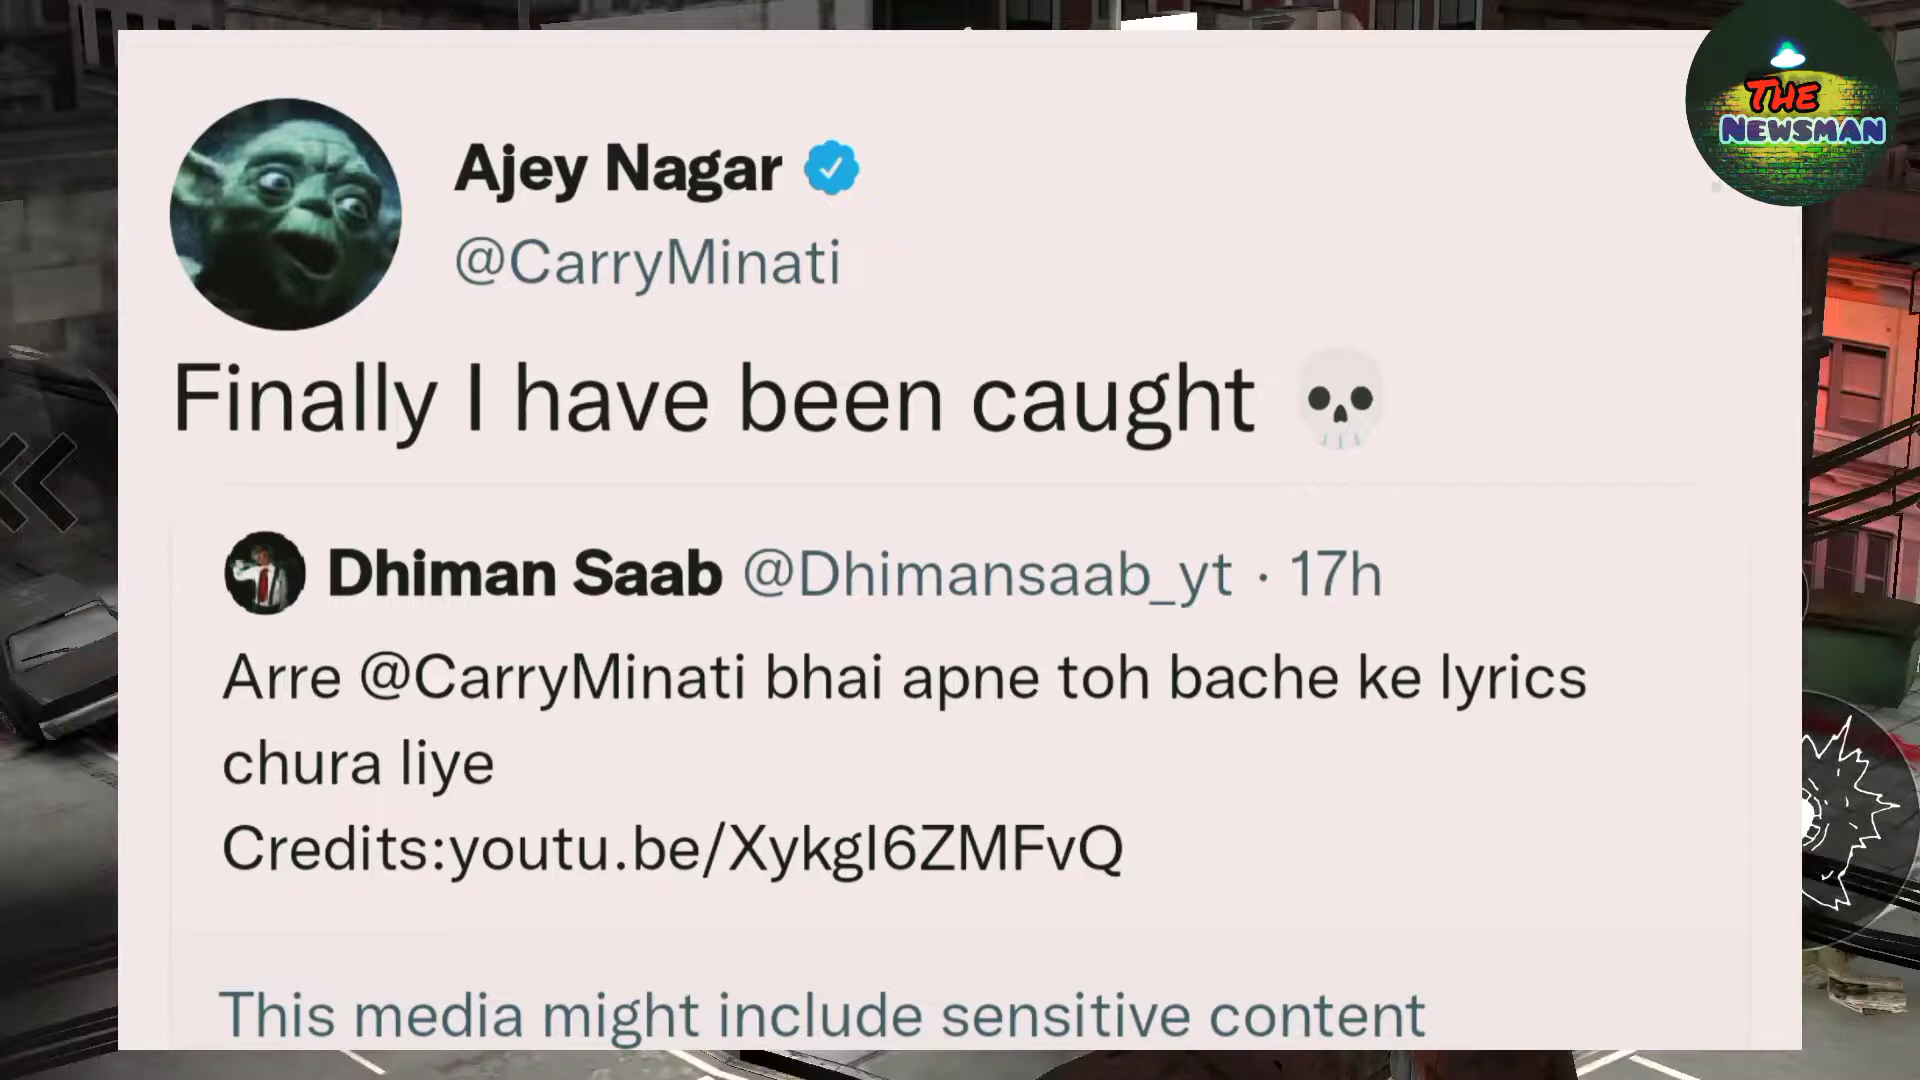 THE
NEWSMAN
Ajey Nagar
@CarryMinati
Finally I have been caught 💀
Dhiman Saab @Dhimansaab_yt · 17h
Arre @CarryMinati bhai apne toh bache ke lyrics
chura liye
Credits:youtu.be/XykgI6ZMFvQ
This media might include sensitive content